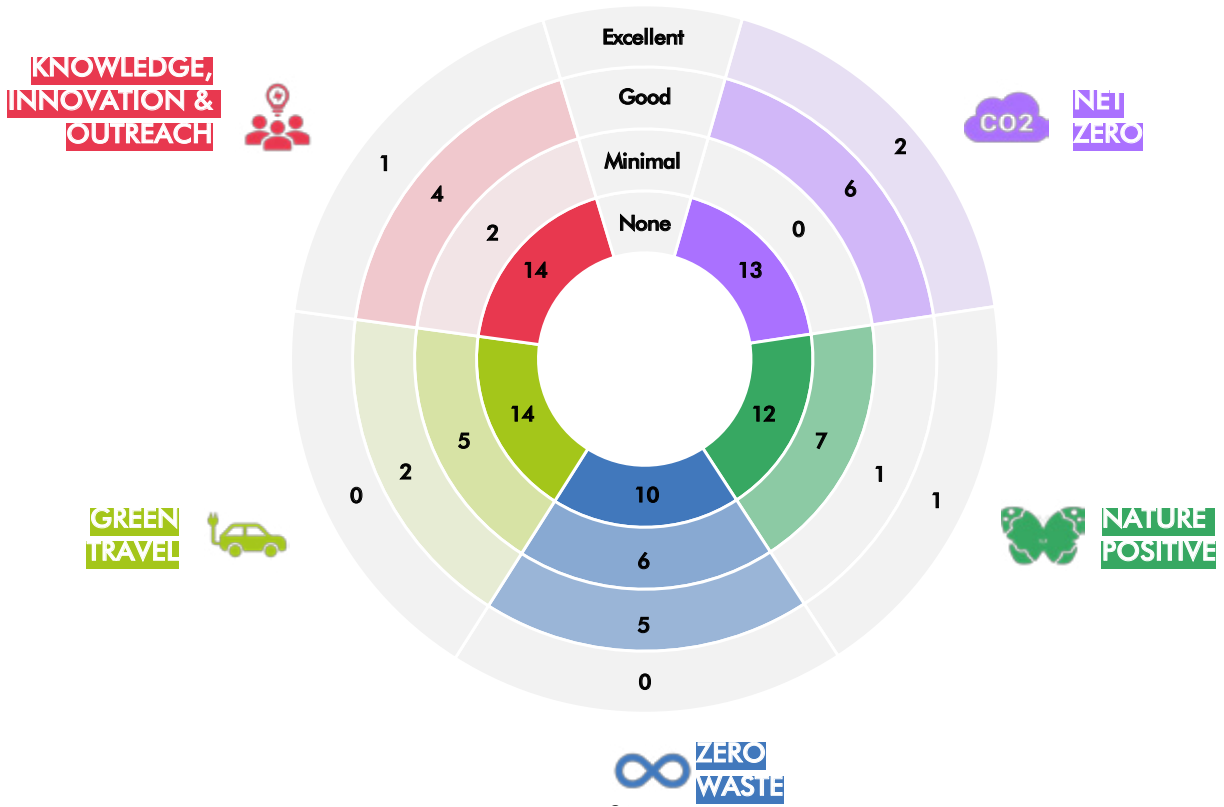 KNOWLEDGE,
INNOVATION &
OUTREACH
Excellent
Good
Minimal
None
CO2
NET
ZERO
1
4
2
14
2
6
0
13
14
5
2
0
12
7
1
1
10
6
5
0
GREEN
TRAVEL
NATURE
POSITIVE
ZERO
WASTE